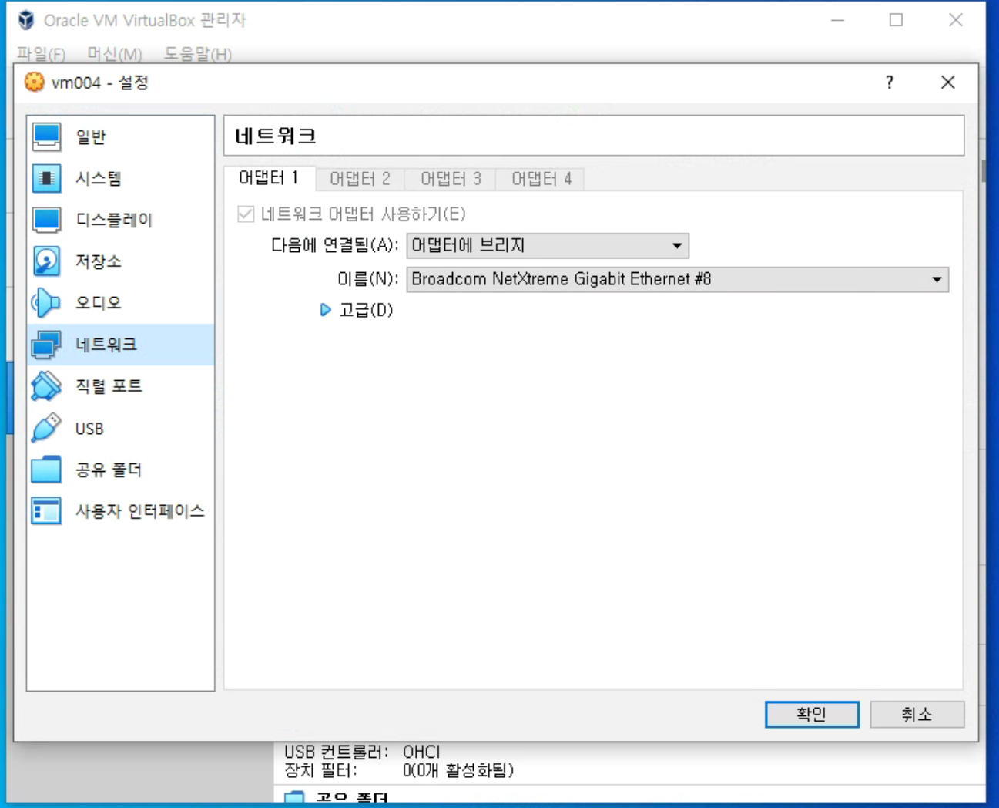 Oracle VM VirtualBox 관리자
파일(F) 머신(M) 도움말(H)
vm004 - 설정
?
일반
시스템
디스플레이
저장소
오디오
네트워크
직렬 포트
USB
공유 폴더
사용자 인터페이스
네트워크
어댑터 1 어댑터 2 어댑터 3 어댑터 4
네트워크 어댑터 사용하기(E)
다음에 연결됨(A): 어댑터에 브리지
이름(N): Broadcom NetXtreme Gigabit Ethernet #8
고급(D)
확인 취소
USB 컨트롤러: OHCI
장치 필터: 0(0개 활성화됨)
공유 폴더